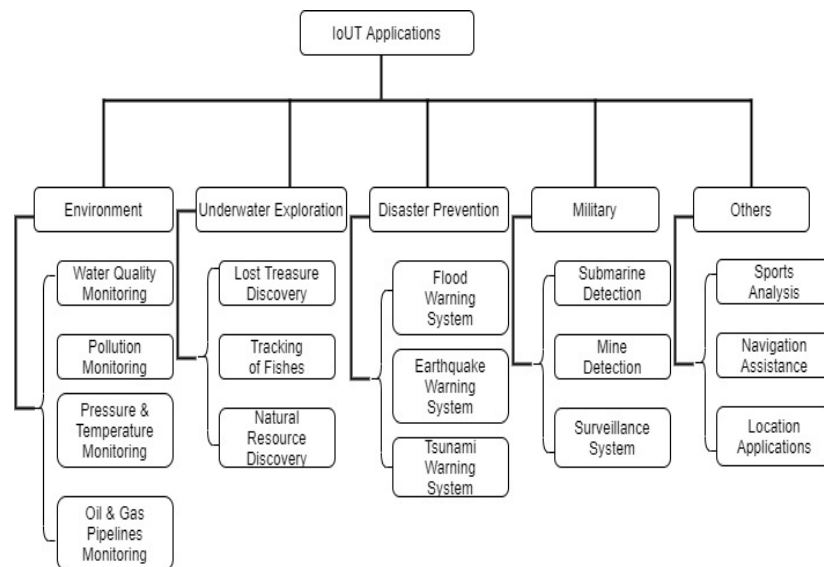 IoUT Applications
Environment
Underwater Exploration
Disaster Prevention
Military
Others
Water Quality
Monitoring
Pollution
Monitoring
Pressure &
Temperature
Monitoring
Oil & Gas
Pipelines
Monitoring
Lost Treasure
Discovery
Tracking
of Fishes
Natural
Resource
Discovery
Flood
Warning
System
Earthquake
Warning
System
Tsunami
Warning
System
Submarine
Detection
Mine
Detection
Surveillance
System
Sports
Analysis
Navigation
Assistance
Location
Applications